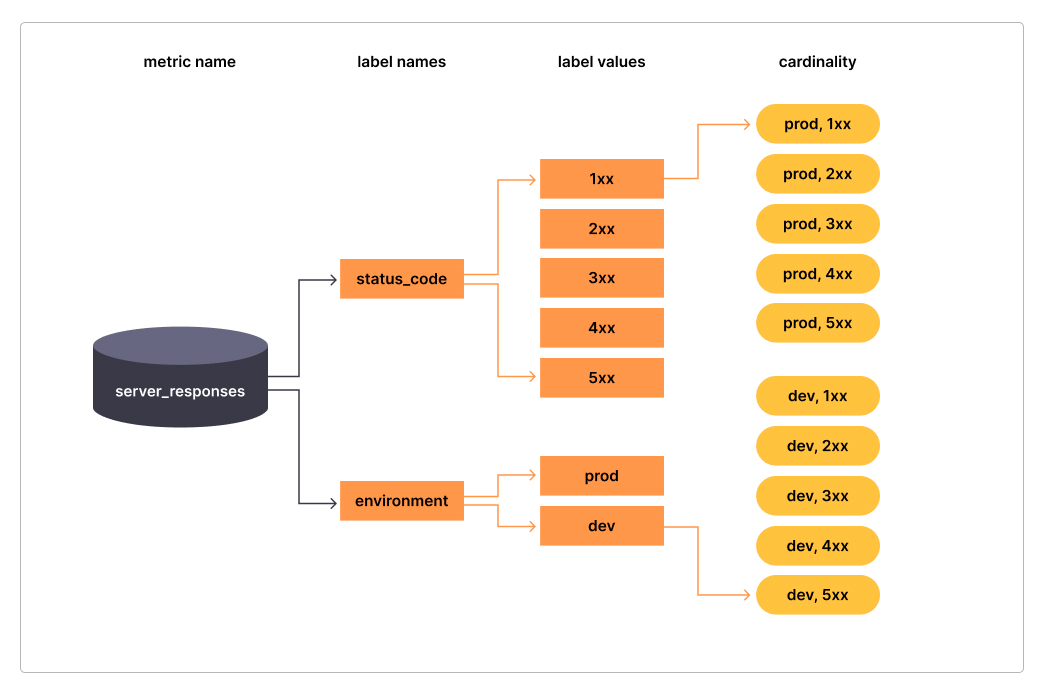 metric name
label names
label values
cardinality
server_responses
status_code
environment
1xx
2xx
3xx
4xx
5xx
prod
dev
prod, 1xx
prod, 2xx
prod, 3xx
prod, 4xx
prod, 5xx
dev, 1xx
dev, 2xx
dev, 3xx
dev, 4xx
dev, 5xx